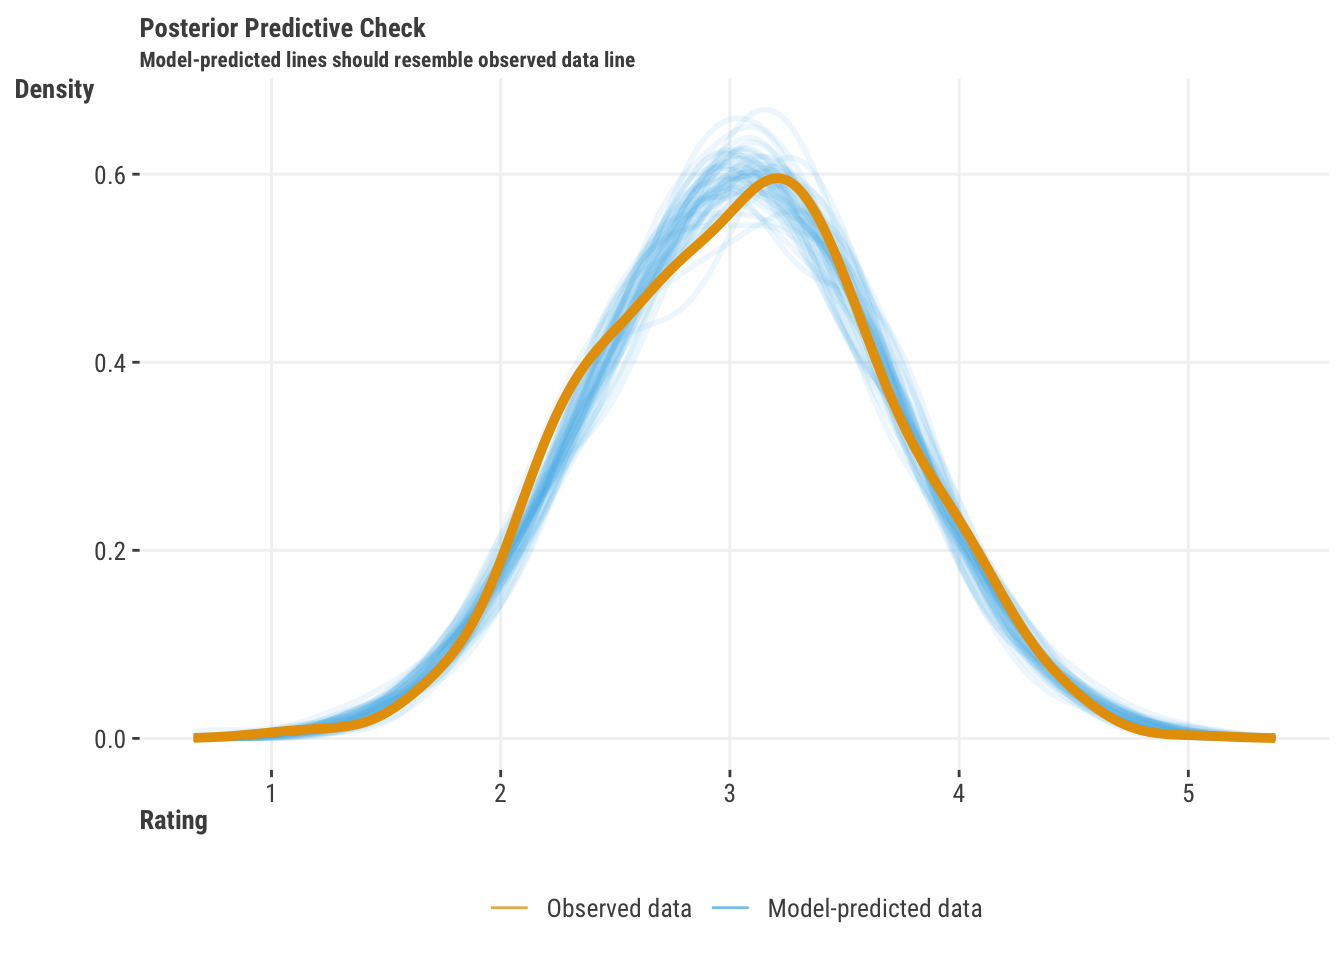 Posterior Predictive Check
Model-predicted lines should resemble observed data line
Density
0.6
0.4
0.2
0.0
1 2 3 4 5
Rating
Observed data Model-predicted data